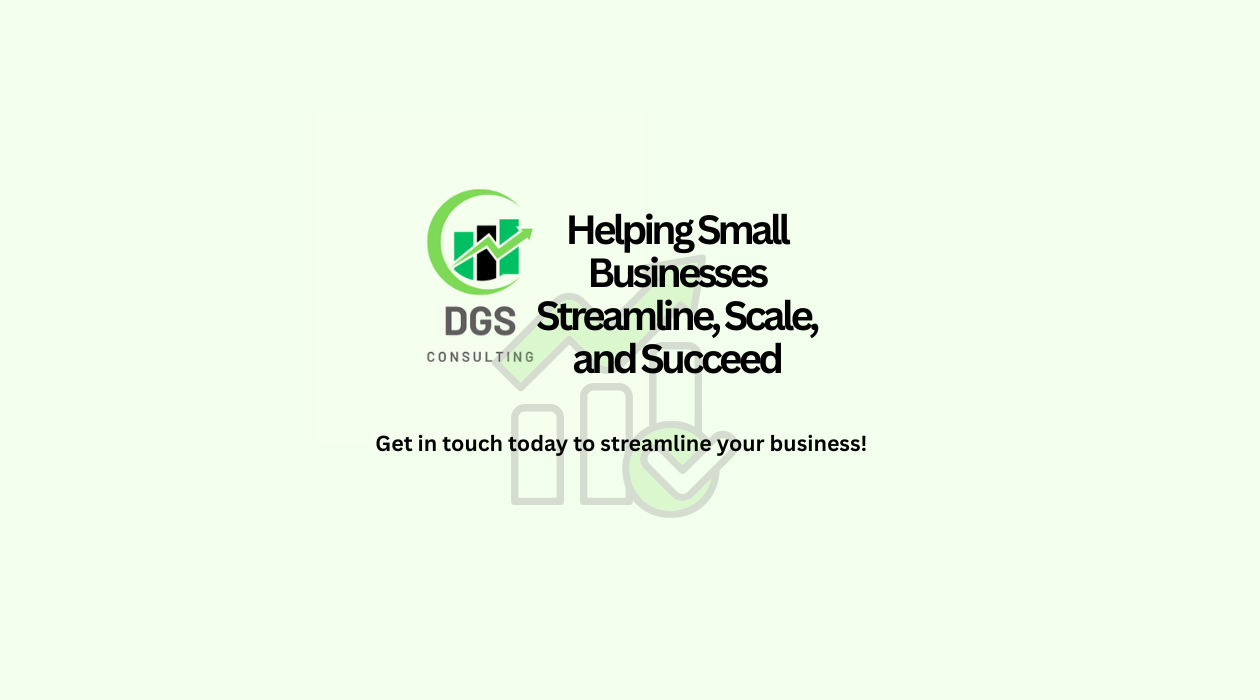 DGS
CONSULTING
Helping Small
Businesses
Streamline, Scale,
and Succeed
Get in touch today to streamline your business!